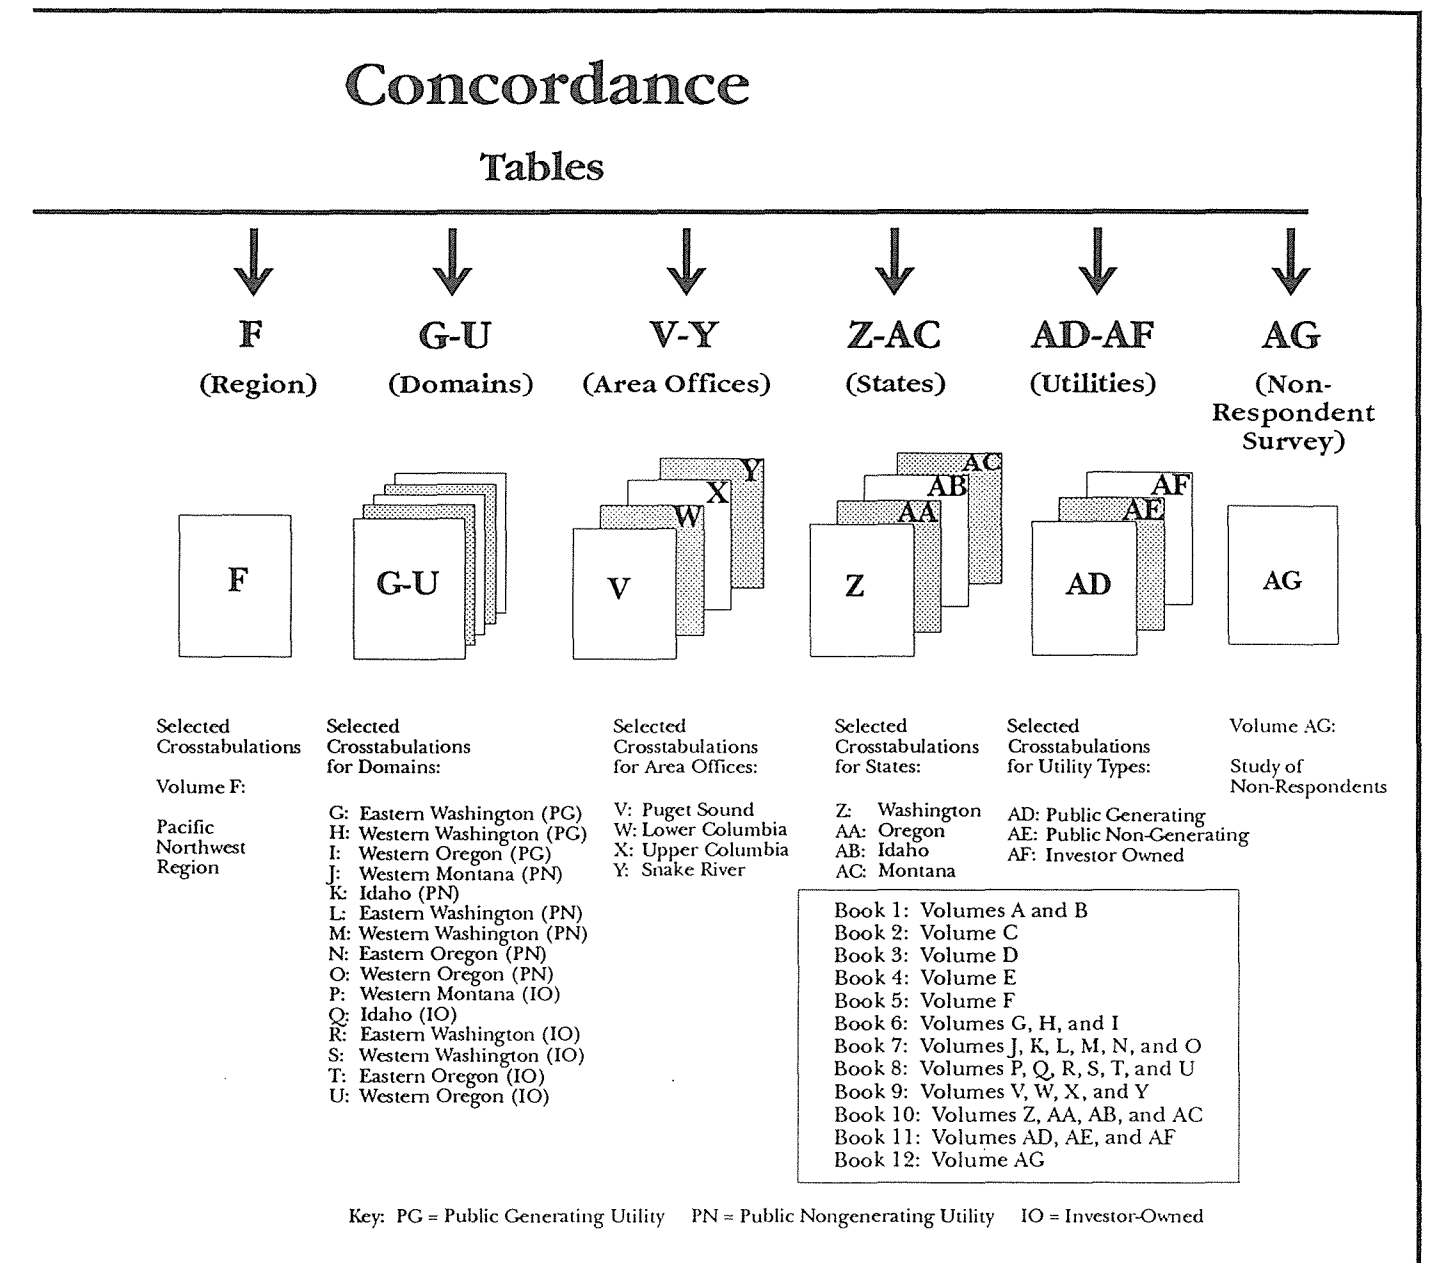 Concordance
Tables
F
(Region)
G-U
(Domains)
V-Y
(Area Offices)
Z-AC
(States)
AD-AF
(Utilities)
AG
(Non-
Respondent
Survey)
F
G-U
V
W
X
Y
Z
AA
AB
AC
AD
AE
AF
AG
Selected
Crosstabulations
Volume F:
Pacific
Northwest
Region
Selected
Crosstabulations
for Domains:
G: Eastern Washington (PG)
H: Western Washington (PG)
I: Western Oregon (PG)
J: Western Montana (PN)
K: Idaho (PN)
L: Eastern Washington (PN)
M: Western Washington (PN)
N: Eastern Oregon (PN)
O: Western Oregon (PN)
P: Western Montana (IO)
Q: Idaho (IO)
R: Eastern Washington (IO)
S: Western Washington (IO)
T: Eastern Oregon (IO)
U: Western Oregon (IO)
Selected
Crosstabulations
for Area Offices:
V: Puget Sound
W: Lower Columbia
X: Upper Columbia
Y: Snake River
Selected
Crosstabulations
for States:
Z: Washington
AA: Oregon
AB: Idaho
AC: Montana
Selected
Crosstabulations
for Utility Types:
AD: Public Generating
AE: Public Non-Generating
AF: Investor Owned
Volume AG:
Study of
Non-Respondents
Book 1: Volumes A and B
Book 2: Volume C
Book 3: Volume D
Book 4: Volume E
Book 5: Volume F
Book 6: Volumes G, H, and I
Book 7: Volumes J, K, L, M, N, and O
Book 8: Volumes P, Q, R, S, T, and U
Book 9: Volumes V, W, X, and Y
Book 10: Volumes Z, AA, AB, and AC
Book 11: Volumes AD, AE, and AF
Book 12: Volume AG
Key: PG = Public Generating Utility PN = Public Nongenerating Utility IO = Investor-Owned